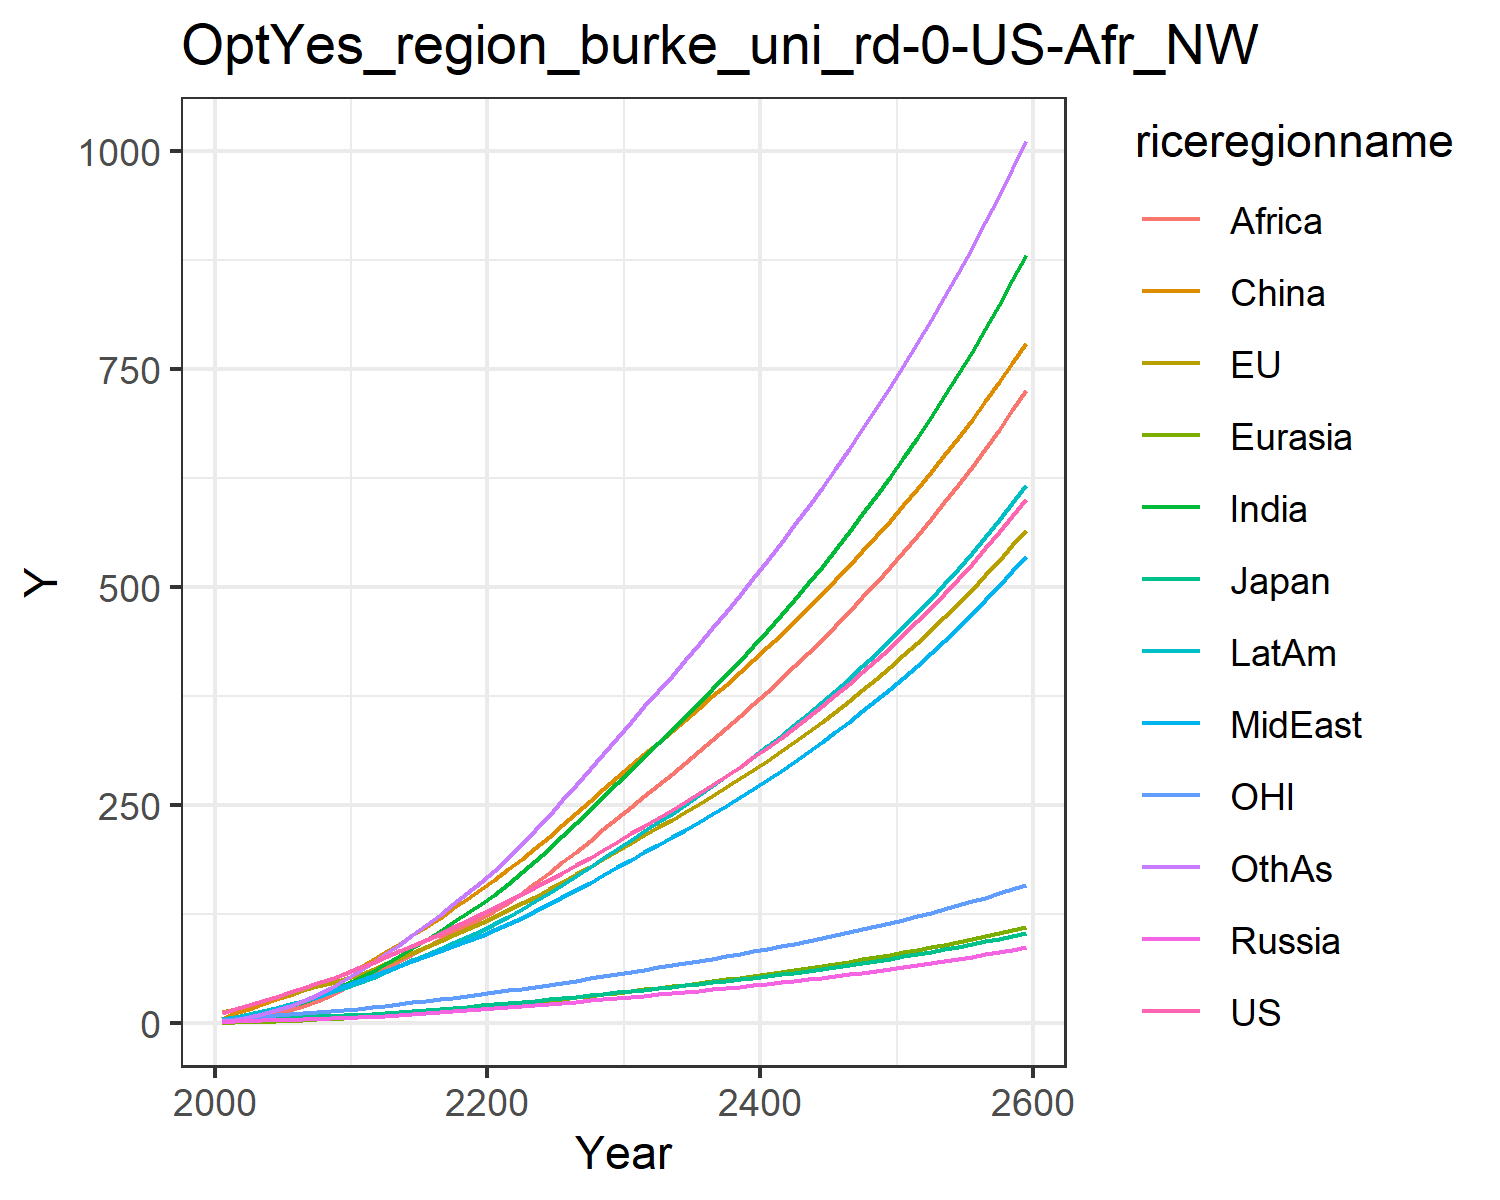 OptYes_region_burke_uni_rd-0-US-Afr_NW
1000
750
500
250
0
Y
2000 2200 2400 2600
Year
riceregionname
Africa
China
EU
Eurasia
India
Japan
LatAm
MidEast
OHI
OthAs
Russia
US